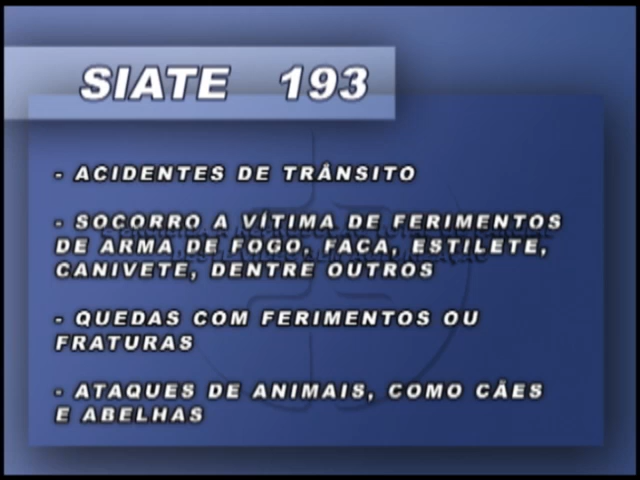 SIATE 193
- ACIDENTES DE TRÂNSITO
- SOCORRO A VÍTIMA DE FERIMENTOS
DE ARMA DE FOGO, FACA, ESTILETE,
CANIVETE, DENTRE OUTROS
- QUEDAS COM FERIMENTOS OU
FRATURAS
- ATAQUES DE ANIMAIS, COMO CÃES
E ABELHAS